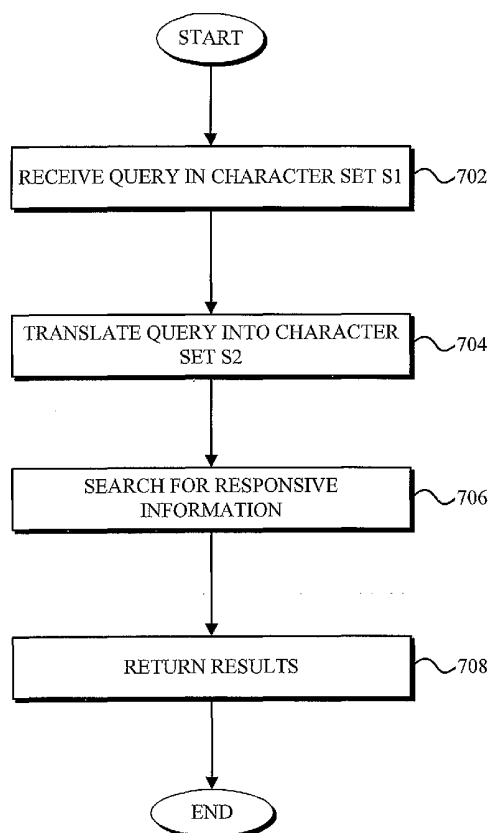 START
RECEIVE QUERY IN CHARACTER SET S1
702
TRANSLATE QUERY INTO CHARACTER
SET S2
704
SEARCH FOR RESPONSIVE
INFORMATION
706
RETURN RESULTS
708
END